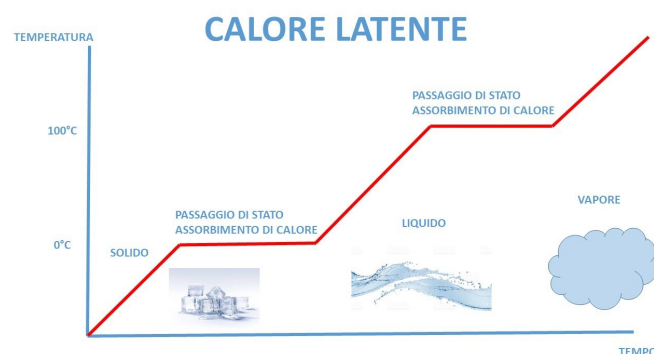 CALORE LATENTE
TEMPERATURA
PASSAGGIO DI STATO
ASSORBIMENTO DI CALORE
100°C
VAPORE
PASSAGGIO DI STATO
ASSORBIMENTO DI CALORE
LIQUIDO
0°C
SOLIDO
TEMPO